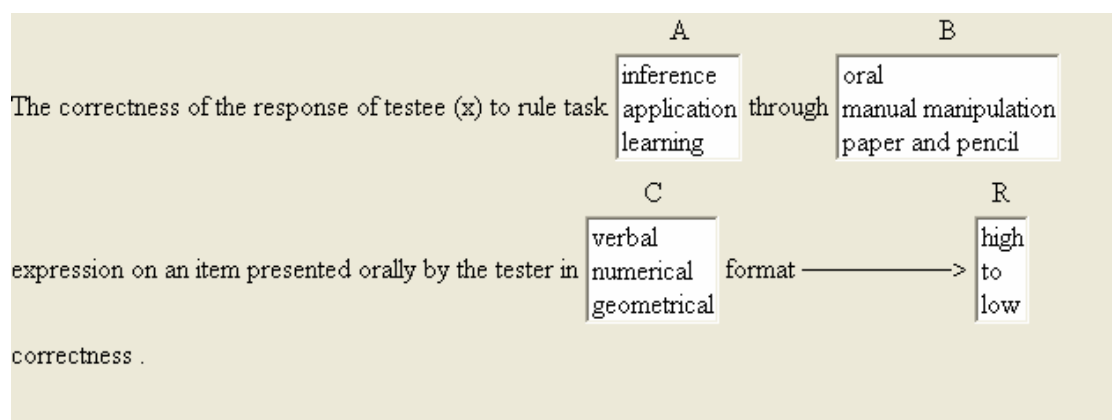 A B
inference oral
The correctness of the response of testee (x) to rule task application through manual manipulation
learning paper and pencil
C R
verbal high
expression on an item presented orally by the tester in numerical format ————> to
geometrical low
correctness .